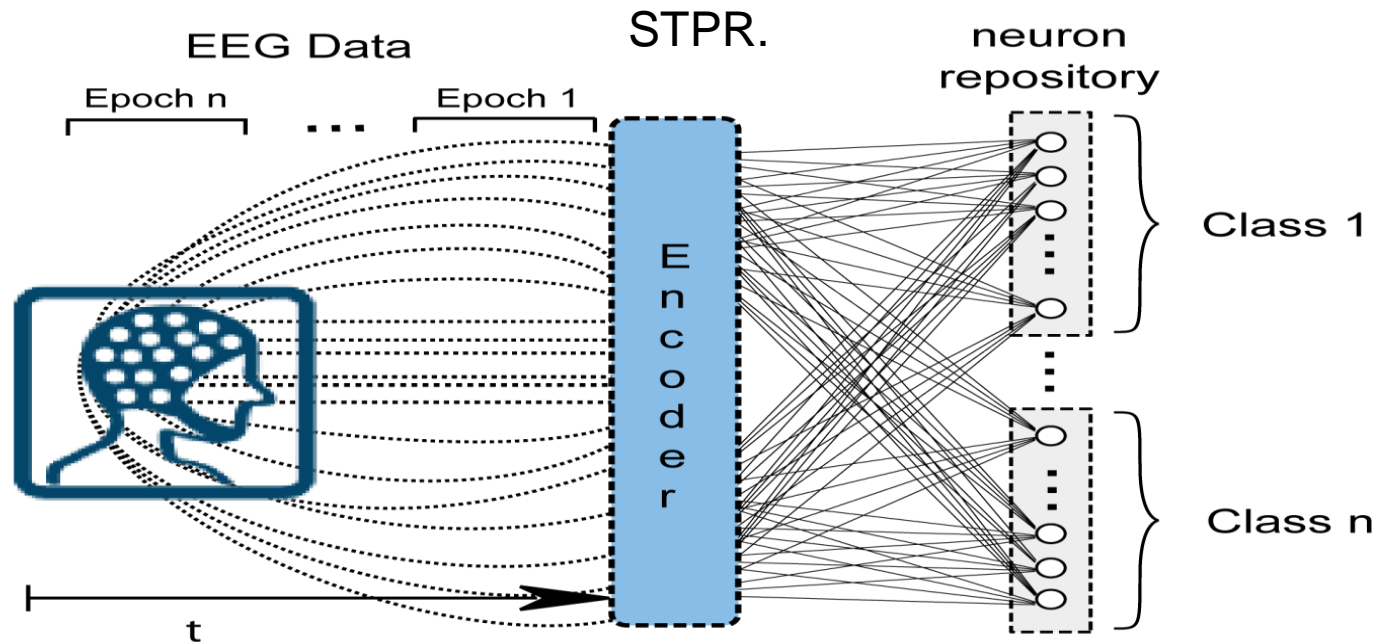 STPR.
EEG Data
neuron
repository
Epoch n
...
Epoch 1
Encoder
Class 1
Class n
t